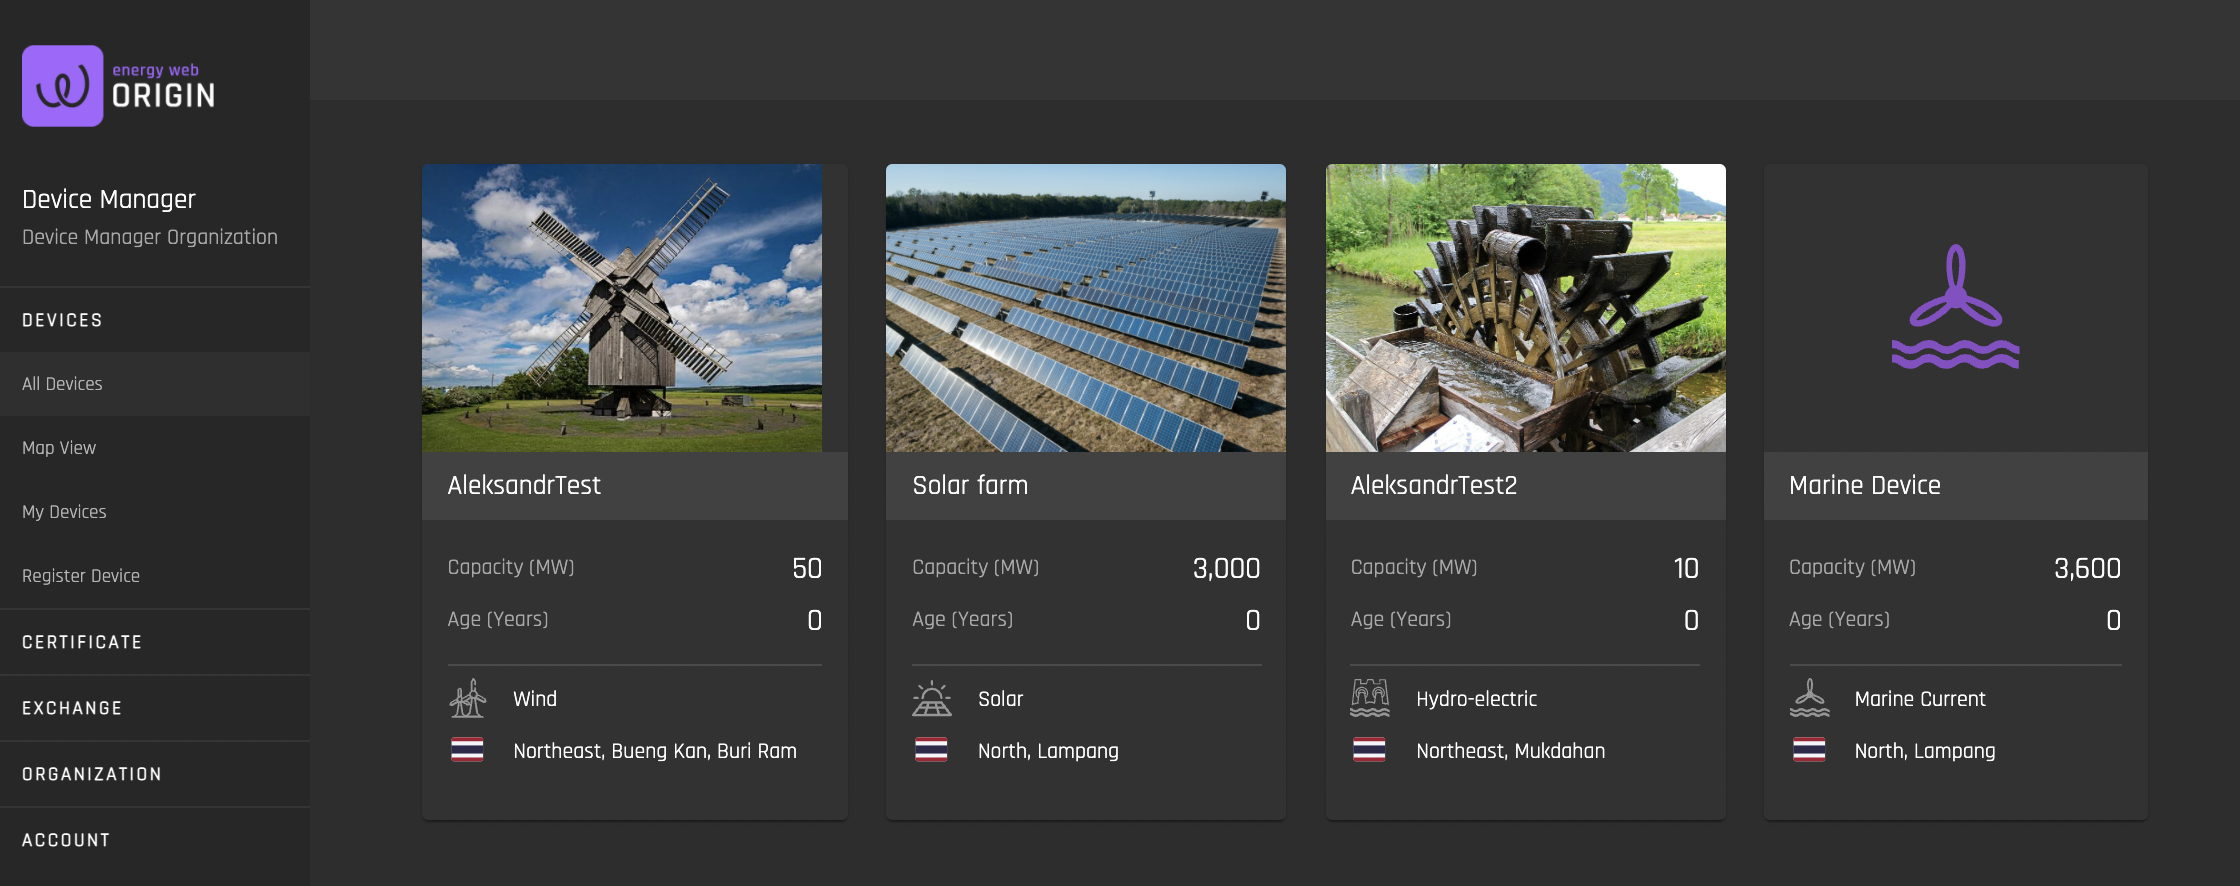 energy web
ORIGIN
Device Manager
Device Manager Organization
DEVICES
All Devices
Map View
My Devices
Register Device
CERTIFICATE
EXCHANGE
ORGANIZATION
ACCOUNT
AleksandrTest
Capacity (MW) 50
Age (Years) 0
Wind
Northeast, Bueng Kan, Buri Ram
Solar farm
Capacity (MW) 3,000
Age (Years) 0
Solar
North, Lampang
AleksandrTest2
Capacity (MW) 10
Age (Years) 0
Hydro-electric
Northeast, Mukdahan
Marine Device
Capacity (MW) 3,600
Age (Years) 0
Marine Current
North, Lampang